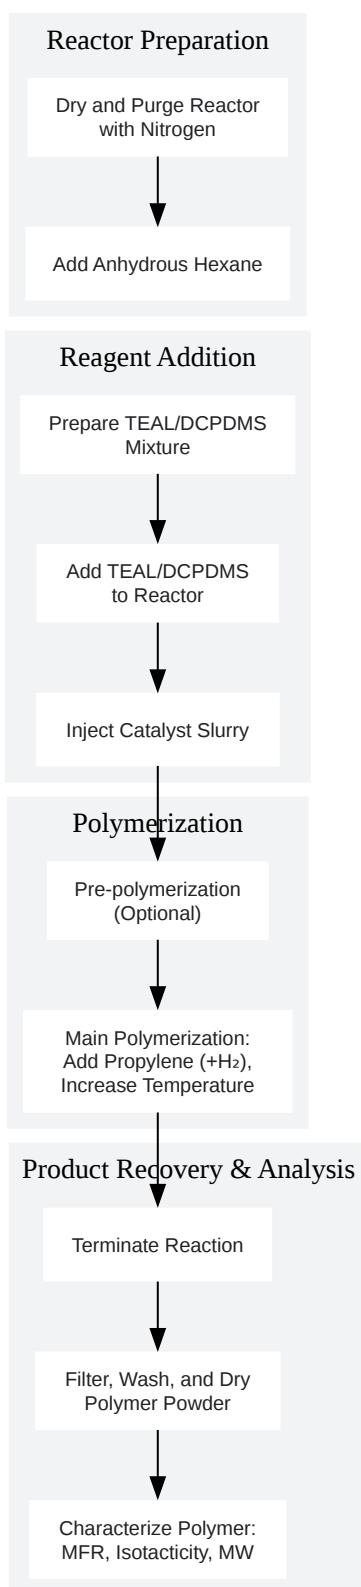 Reactor Preparation
Dry and Purge Reactor
with Nitrogen
Add Anhydrous Hexane
Reagent Addition
Prepare TEAL/DCPDMS
Mixture
Add TEAL/DCPDMS
to Reactor
Inject Catalyst Slurry
Polymerization
Pre-polymerization
(Optional)
Main Polymerization:
Add Propylene (+H₂),
Increase Temperature
Product Recovery & Analysis
Terminate Reaction
Filter, Wash, and Dry
Polymer Powder
Characterize Polymer:
MFR, Isotacticity, MW